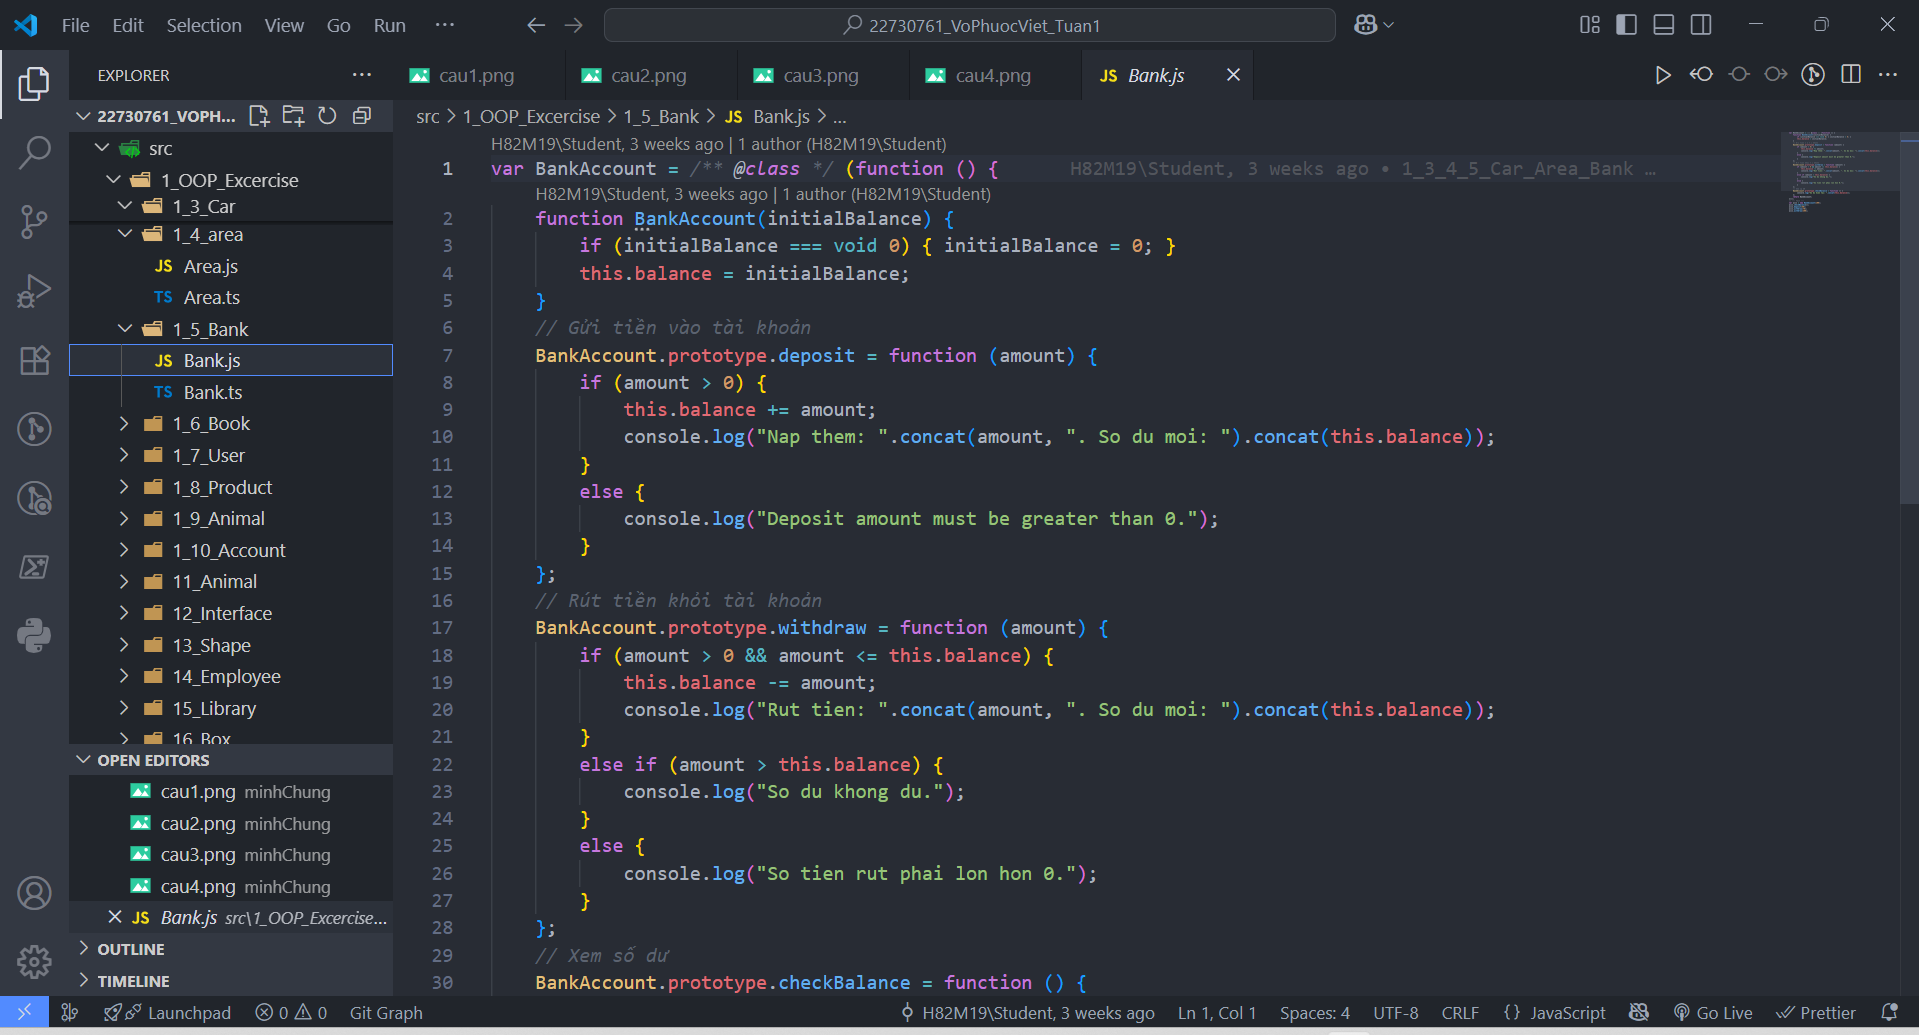 File Edit Selection View Go Run ··· 22730761_VoPhuocViet_Tuan1
EXPLORER ···
22730761_VOPH...
src
1_OOP_Excercise
1_3_Car
1_4_area
JS Area.js
TS Area.ts
1_5_Bank
JS Bank.js
TS Bank.ts
1_6_Book
1_7_User
1_8_Product
1_9_Animal
1_10_Account
11_Animal
12_Interface
13_Shape
14_Employee
15_Library
16_Box
OPEN EDITORS
cau1.png minhChung
cau2.png minhChung
cau3.png minhChung
cau4.png minhChung
JS Bank.js src\1_OOP_Excercise...
OUTLINE
TIMELINE
cau1.png cau2.png cau3.png cau4.png JS Bank.js
src > 1_OOP_Excercise > 1_5_Bank > JS Bank.js > ...
H82M19\Student, 3 weeks ago | 1 author (H82M19\Student)
1 var BankAccount = /** @class */ (function () { H82M19\Student, 3 weeks ago • 1_3_4_5_Car_Area_Bank …
H82M19\Student, 3 weeks ago | 1 author (H82M19\Student)
2 function BankAccount(initialBalance) {
3 if (initialBalance === void 0) { initialBalance = 0; }
4 this.balance = initialBalance;
5 }
6 // Gửi tiền vào tài khoản
7 BankAccount.prototype.deposit = function (amount) {
8 if (amount > 0) {
9 this.balance += amount;
10 console.log("Nap them: ".concat(amount, ". So du moi: ").concat(this.balance));
11 }
12 else {
13 console.log("Deposit amount must be greater than 0.");
14 }
15 };
16 // Rút tiền khỏi tài khoản
17 BankAccount.prototype.withdraw = function (amount) {
18 if (amount > 0 && amount <= this.balance) {
19 this.balance -= amount;
20 console.log("Rut tien: ".concat(amount, ". So du moi: ").concat(this.balance));
21 }
22 else if (amount > this.balance) {
23 console.log("So du khong du.");
24 }
25 else {
26 console.log("So tien rut phai lon hon 0.");
27 }
28 };
29 // Xem số dư
30 BankAccount.prototype.checkBalance = function () {
Launchpad 0 0 Git Graph H82M19\Student, 3 weeks ago Ln 1, Col 1 Spaces: 4 UTF-8 CRLF {} JavaScript Go Live Prettier